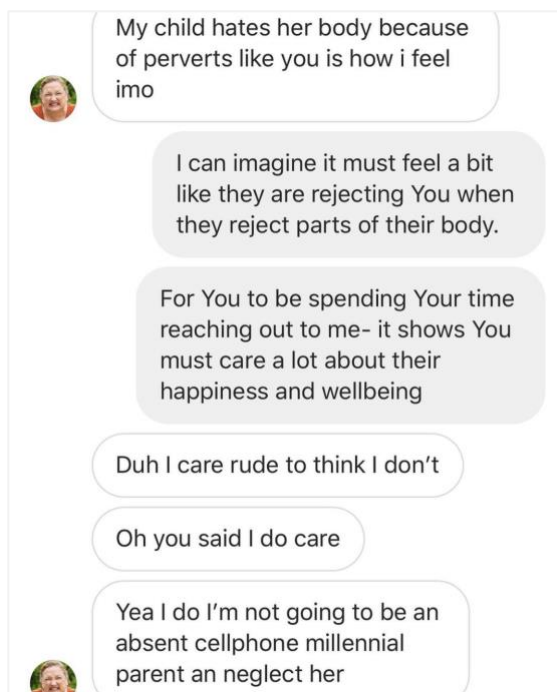 My child hates her body because
of perverts like you is how i feel
imo
I can imagine it must feel a bit
like they are rejecting You when
they reject parts of their body.
For You to be spending Your time
reaching out to me- it shows You
must care a lot about their
happiness and wellbeing
Duh I care rude to think I don't
Oh you said I do care
Yea I do I'm not going to be an
absent cellphone millennial
parent an neglect her